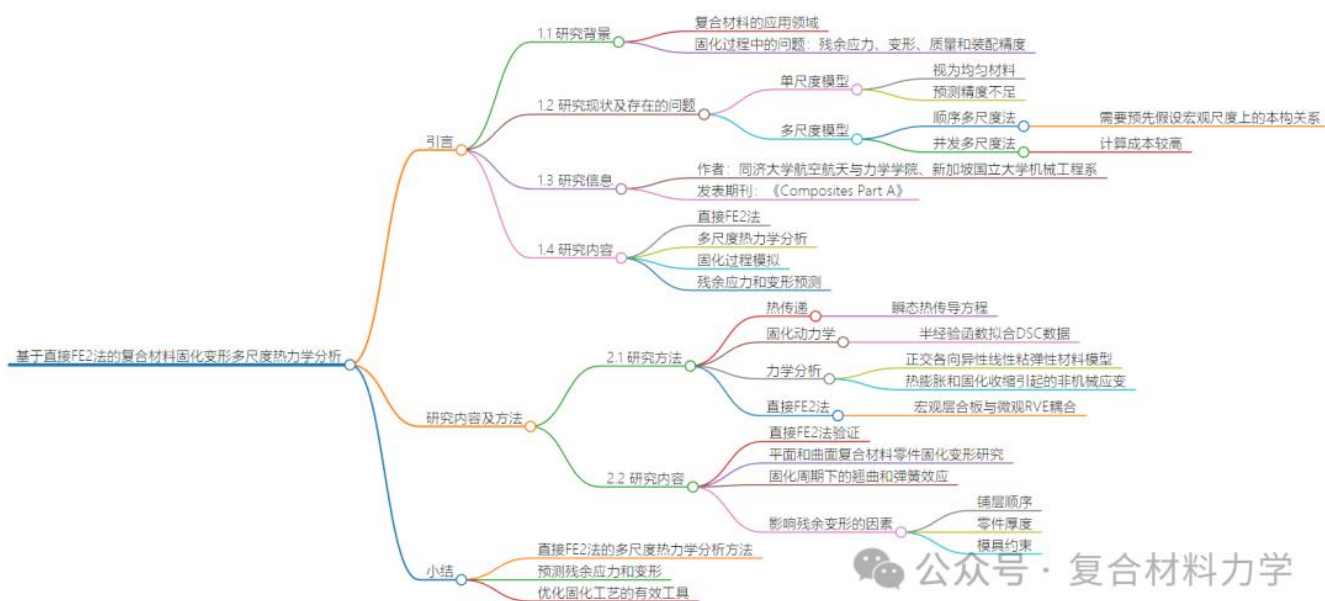 基于直接FE2法的复合材料固化变形多尺度热力学分析
引言
1.1 研究背景
复合材料的应用领域
固化过程中的问题：残余应力、变形、质量和装配精度
1.2 研究现状及存在的问题
单尺度模型
视为均匀材料
预测精度不足
多尺度模型
顺序多尺度法
需要预先假设宏观尺度上的本构关系
并发多尺度法
计算成本较高
1.3 研究信息
作者：同济大学航空航天与力学学院、新加坡国立大学机械工程系
发表期刊：《Composites Part A》
1.4 研究内容
直接FE2法
多尺度热力学分析
固化过程模拟
残余应力和变形预测
研究内容及方法
2.1 研究方法
热传递
瞬态热传导方程
固化动力学
半经验函数拟合DSC数据
力学分析
正交各向异性线性粘弹性材料模型
热膨胀和固化收缩引起的非机械应变
直接FE2法
宏观层合板与微观RVE耦合
2.2 研究内容
直接FE2法验证
平面和曲面复合材料零件固化变形研究
固化周期下的翘曲和弹簧效应
影响残余变形的因素
铺层顺序
零件厚度
模具约束
小结
直接FE2法的多尺度热力学分析方法
预测残余应力和变形
优化固化工艺的有效工具
公众号 · 复合材料力学